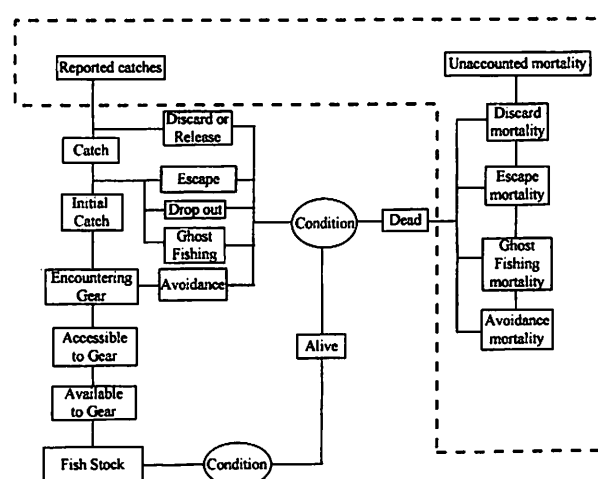 Reported catches
Unaccounted mortality
Discard or
Release
Discard
mortality
Catch
Escape
Escape
mortality
Initial
Catch
Drop out
Condition
Dead
Ghost
Fishing
Ghost
Fishing
mortality
Encountering
Gear
Avoidance
Avoidance
mortality
Accessible
to Gear
Alive
Available
to Gear
Fish Stock
Condition